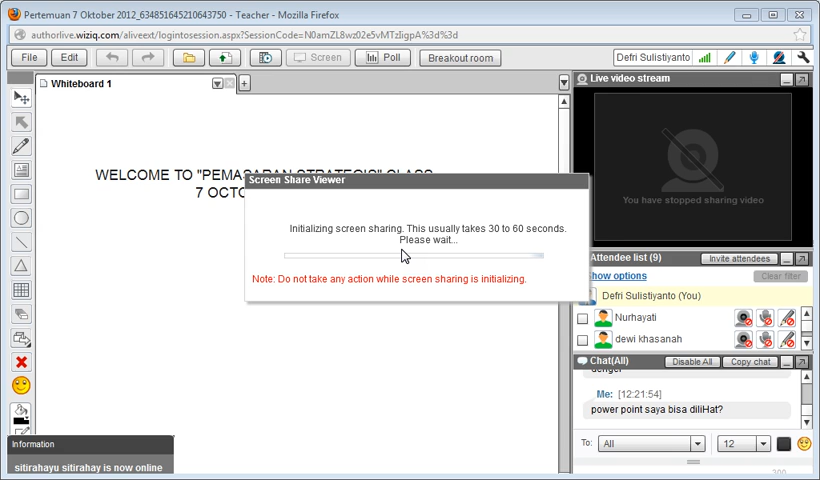 Pertemuan 7 Oktober 2012_634851645210643750 - Teacher - Mozilla Firefox
authorlive.wiziq.com/aliveext/logintosession.aspx?SessionCode=N0amZL8wz02e5vMTzIigpA%3d%3d
File Edit Screen Poll Breakout room Defri Sulistiyanto
Whiteboard 1
Live video stream
WELCOME TO "PEMASARAN STRATEGIS" CLASS
7 OCTO
You have stopped sharing video
Screen Share Viewer
Initializing screen sharing. This usually takes 30 to 60 seconds.
Please wait...
Note: Do not take any action while screen sharing is initializing.
Attendee list (9) Invite attendees
how options Clear filter
Defri Sulistiyanto (You)
Nurhayati
dewi khasanah
Chat(All) Disable All Copy chat
denger
Me: [12:21:54]
power point saya bisa diliHat?
To: All 12
Information
sitirahayu sitirahay is now online